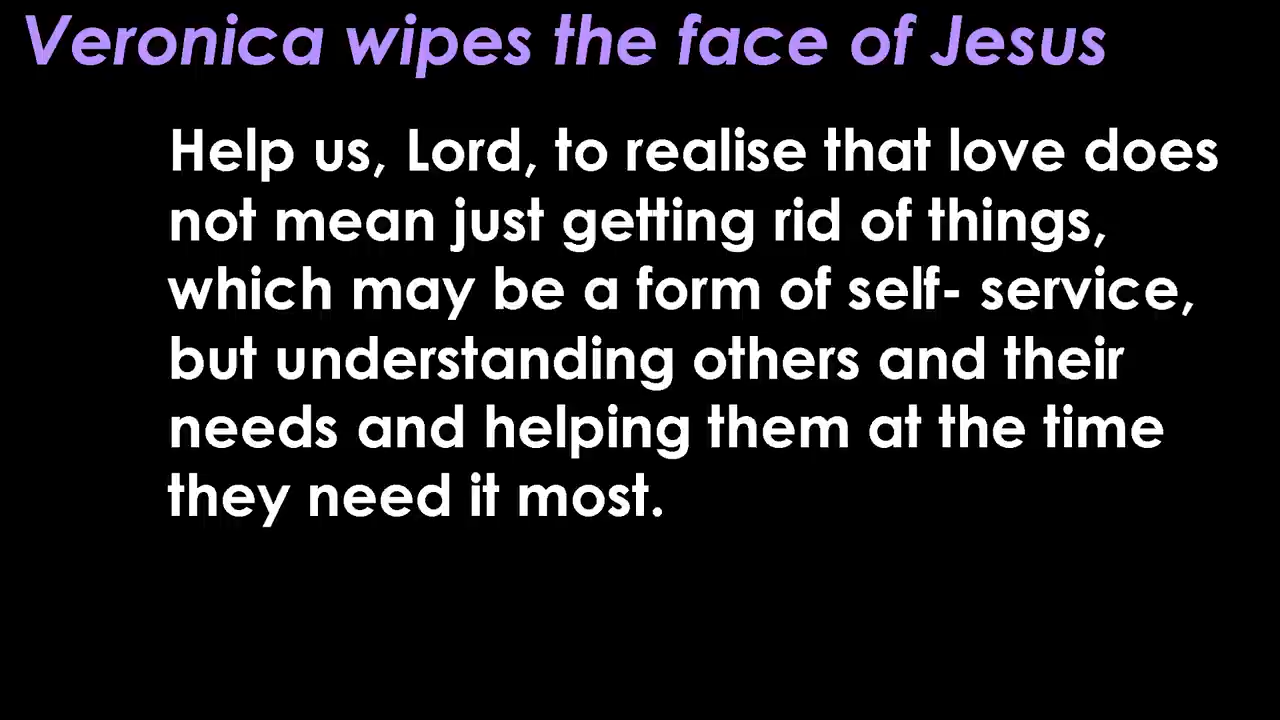 Veronica wipes the face of Jesus
Help us, Lord, to realise that love does
not mean just getting rid of things,
which may be a form of self- service,
but understanding others and their
needs and helping them at the time
they need it most.